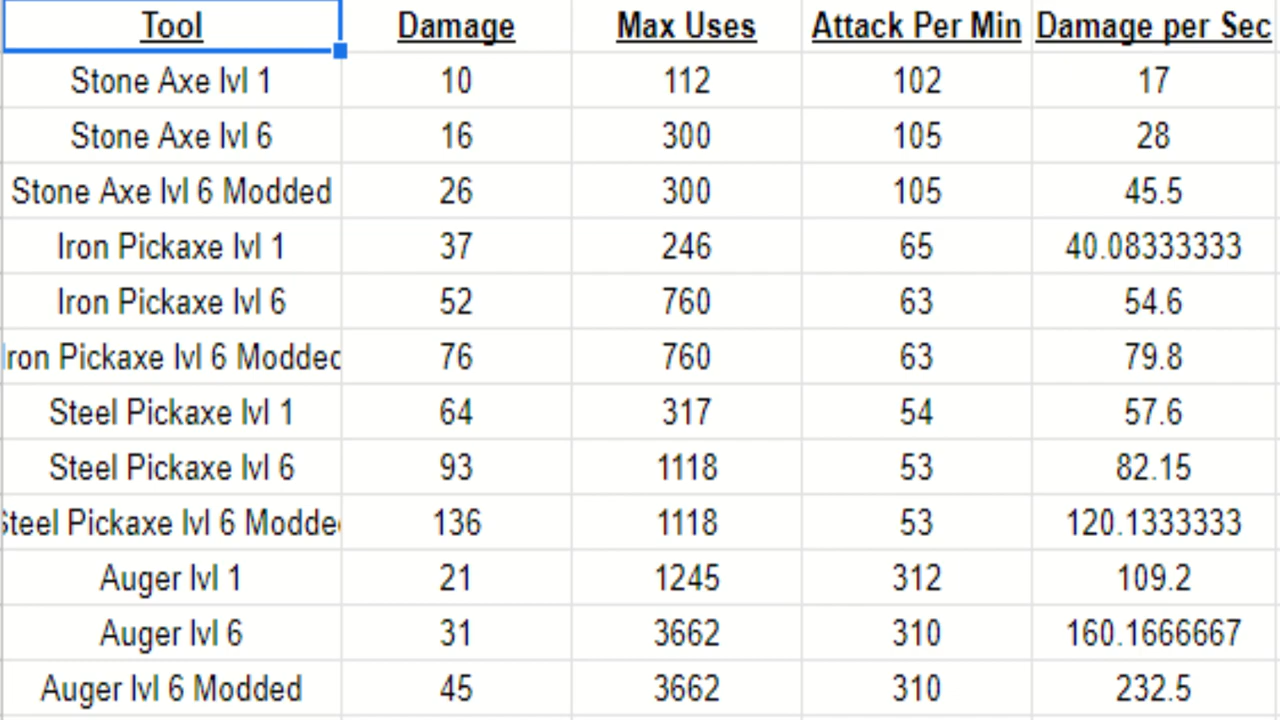 Tool Damage Max Uses Attack Per Min Damage per Sec
Stone Axe lvl 1 10 112 102 17
Stone Axe lvl 6 16 300 105 28
Stone Axe lvl 6 Modded 26 300 105 45.5
Iron Pickaxe lvl 1 37 246 65 40.08333333
Iron Pickaxe lvl 6 52 760 63 54.6
Iron Pickaxe lvl 6 Modded 76 760 63 79.8
Steel Pickaxe lvl 1 64 317 54 57.6
Steel Pickaxe lvl 6 93 1118 53 82.15
Steel Pickaxe lvl 6 Modded 136 1118 53 120.1333333
Auger lvl 1 21 1245 312 109.2
Auger lvl 6 31 3662 310 160.1666667
Auger lvl 6 Modded 45 3662 310 232.5